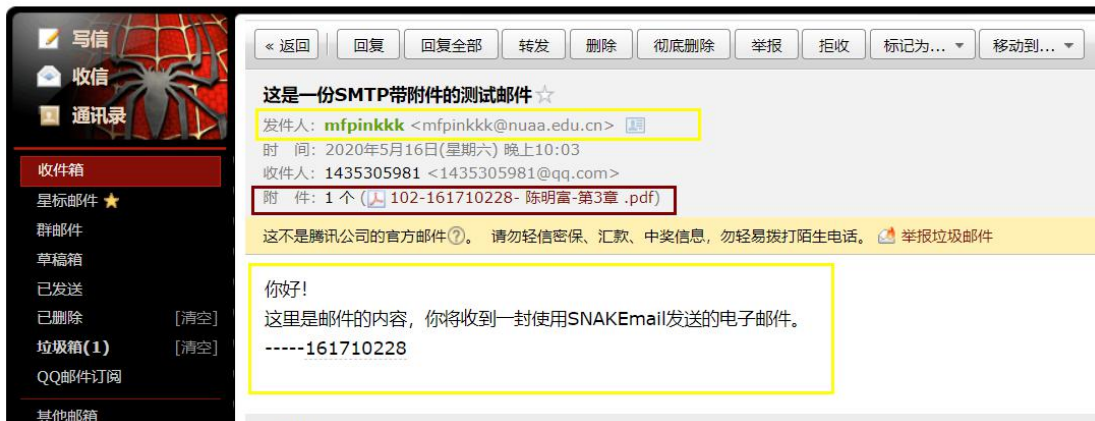 写信
收信
通讯录
收件箱
星标邮件
群邮件
草稿箱
已发送
已删除 [清空]
垃圾箱(1) [清空]
QQ邮件订阅
其他邮箱
« 返回 回复 回复全部 转发 删除 彻底删除 举报 拒收 标记为... 移动到...
这是一份SMTP带附件的测试邮件
发件人: mfpinkkk <mfpinkkk@nuaa.edu.cn>
时 间: 2020年5月16日(星期六) 晚上10:03
收件人: 1435305981 <1435305981@qq.com>
附 件: 1 个 (102-161710228- 陈明富-第3章 .pdf)
这不是腾讯公司的官方邮件?。 请勿轻信密保、汇款、中奖信息，勿轻易拨打陌生电话。 举报垃圾邮件
你好!
这里是邮件的内容，你将收到一封使用SNAKEmail发送的电子邮件。
-----161710228